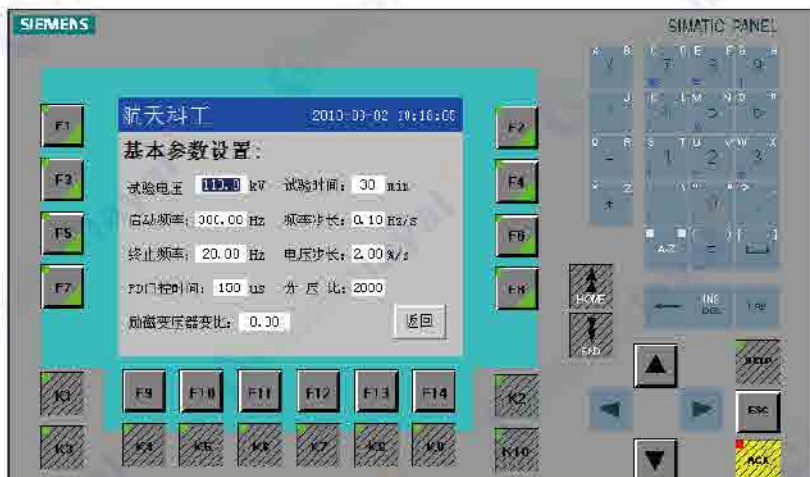 SIEMENS
SIMATIC PANEL
航天科工 2010-03-02 10:16:06
基本参数设置:
试验电压 110.0 kV 试验时间: 30 min
启动频率: 300.00 Hz 频率步长: 0.10 Hz/s
终止频率: 20.00 Hz 电压步长: 2.00 %/s
PD门控时间: 100 us 分压比: 2000
励磁变压器变比: 0.00 返回
F1
F2
F3
F4
F5
F6
F7
F8
F9 F10 F11 F12 F13 F14
K1
K2
K3
K4 K5 K6 K7 K8 K9
K10
HOME
END
A-Z
INS
DEL
HELP
ESC
ACK